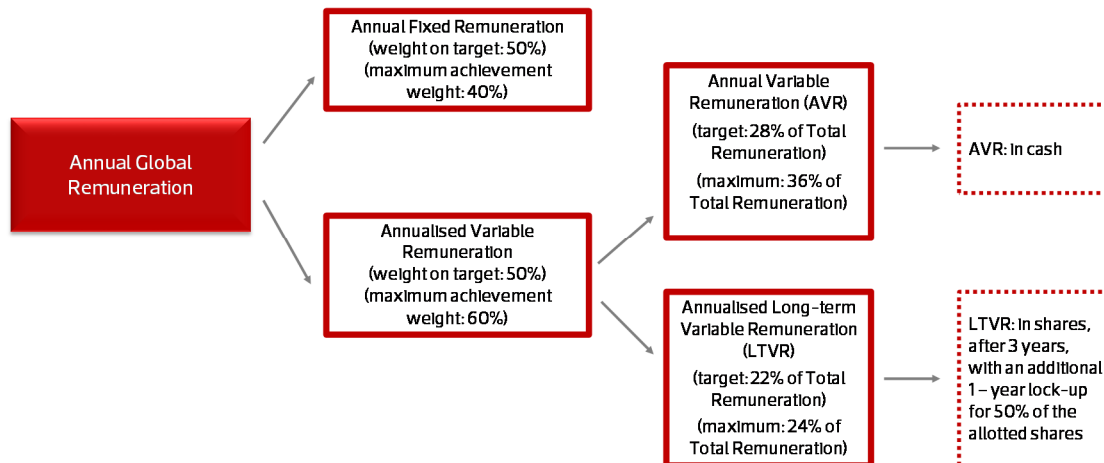 Annual Global
Remuneration
Annual Fixed Remuneration
(weight on target: 50%)
(maximum achievement
weight: 40%)
Annualised Variable
Remuneration
(weight on target: 50%)
(maximum achievement
weight: 60%)
Annual Variable
Remuneration (AVR)
(target: 28% of Total
Remuneration)
(maximum: 36% of
Total Remuneration)
AVR: in cash
Annualised Long-term
Variable Remuneration
(LTVR)
(target: 22% of Total
Remuneration)
(maximum: 24% of
Total Remuneration)
LTVR: in shares,
after 3 years,
with an additional
1 – year lock-up
for 50% of the
allotted shares